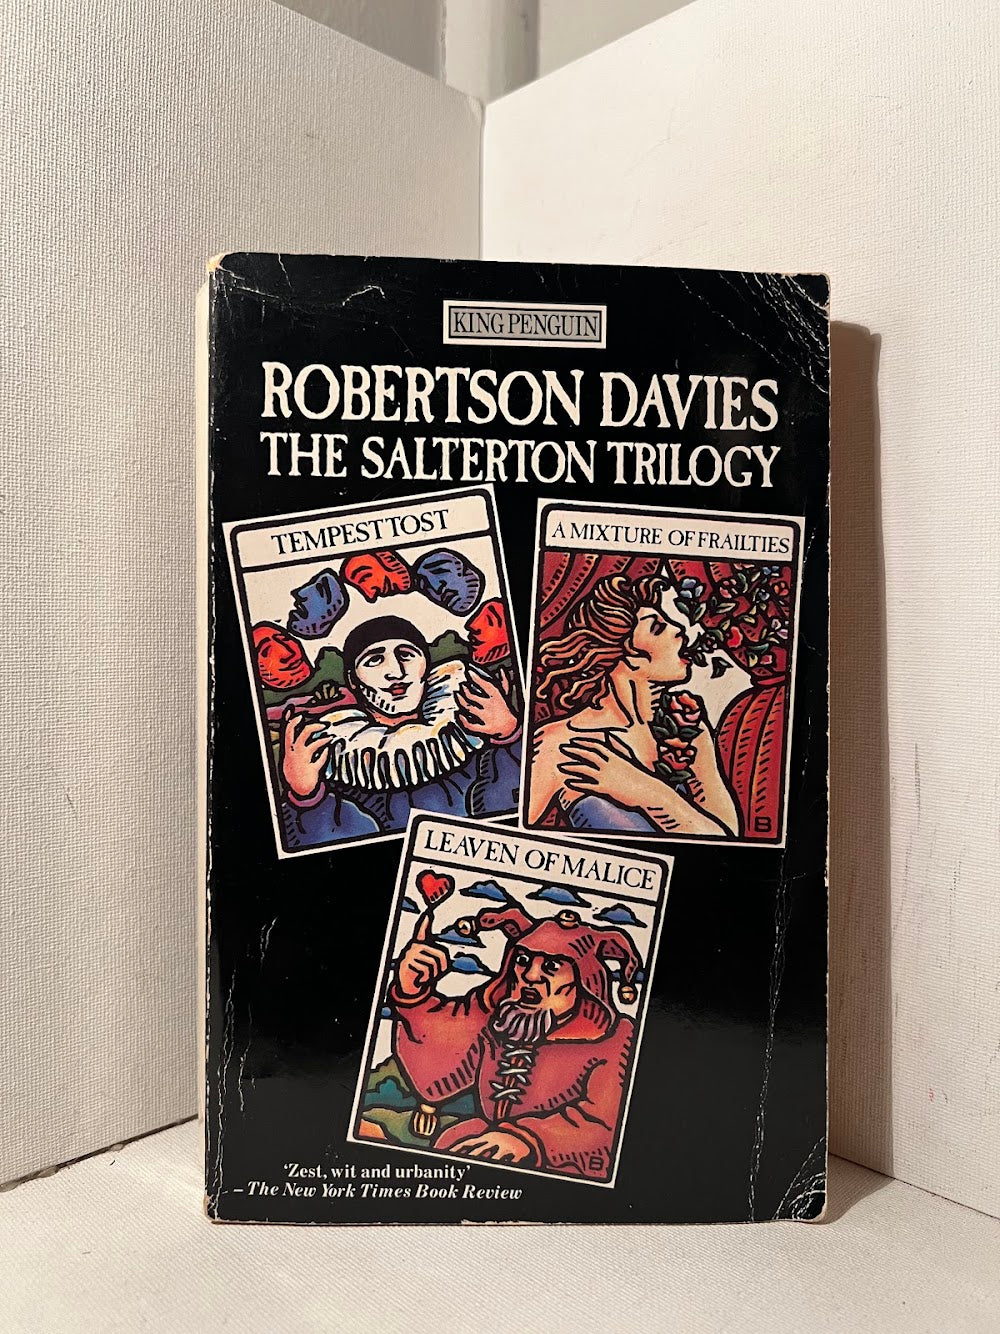 KING PENGUIN
ROBERTSON DAVIES
THE SALTERTON TRILOGY
TEMPEST TOST
A MIXTURE OF FRAILTIES
B
LEAVEN OF MALICE
B
‘Zest, wit and urbanity’
– The New York Times Book Review